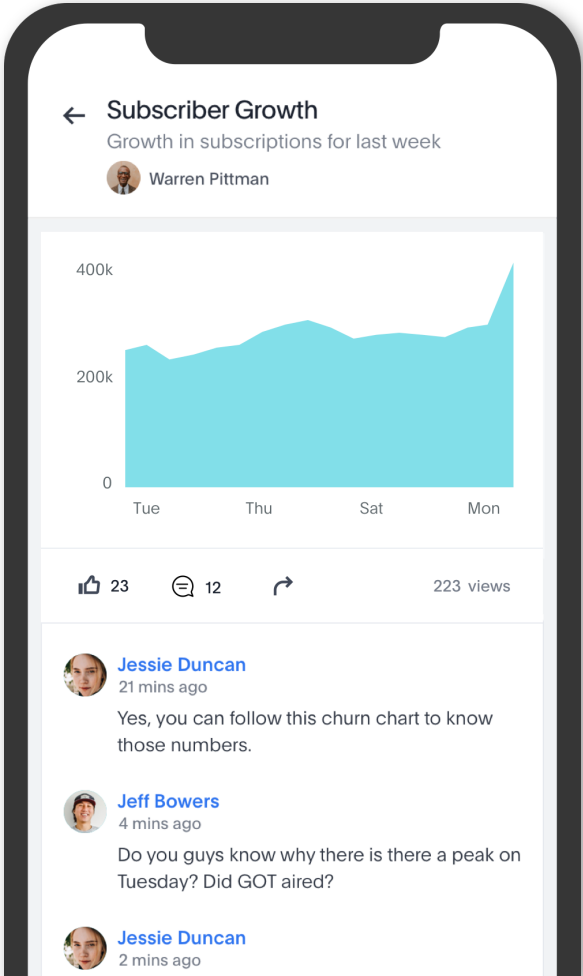 Subscriber Growth
Growth in subscriptions for last week
Warren Pittman
400k
200k
0
Tue Thu Sat Mon
23 12 223 views
Jessie Duncan
21 mins ago
Yes, you can follow this churn chart to know
those numbers.
Jeff Bowers
4 mins ago
Do you guys know why there is there a peak on
Tuesday? Did GOT aired?
Jessie Duncan
2 mins ago